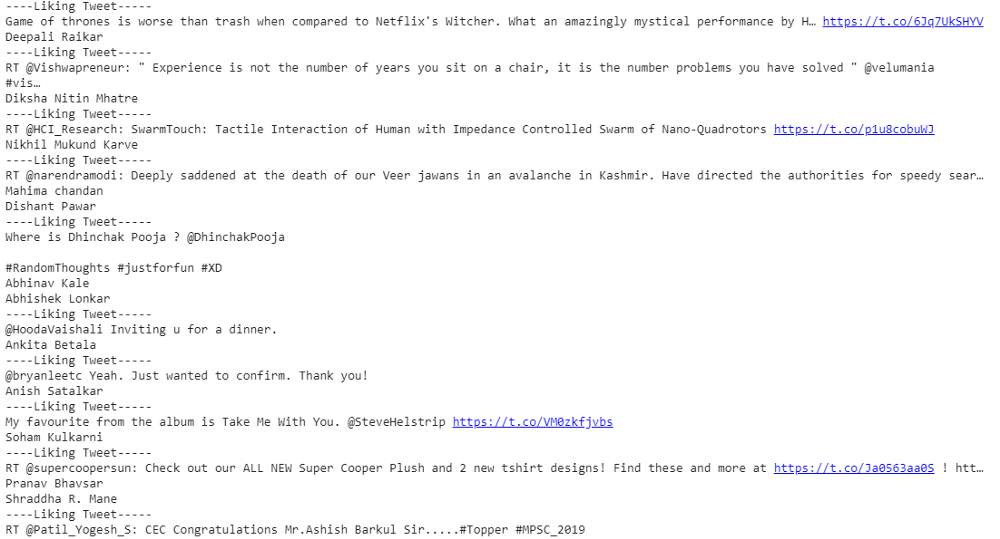 ----Liking Tweet-----
Game of thrones is worse than trash when compared to Netflix's Witcher. What an amazingly mystical performance by H… https://t.co/6Jq7UkSHYV
Deepali Raikar
----Liking Tweet-----
RT @Vishwapreneur: " Experience is not the number of years you sit on a chair, it is the number problems you have solved " @velumania
#vis…
Diksha Nitin Mhatre
----Liking Tweet-----
RT @HCI_Research: SwarmTouch: Tactile Interaction of Human with Impedance Controlled Swarm of Nano-Quadrotors https://t.co/p1u8cobuWJ
Nikhil Mukund Karve
----Liking Tweet-----
RT @narendramodi: Deeply saddened at the death of our Veer jawans in an avalanche in Kashmir. Have directed the authorities for speedy sear…
Mahima chandan
Dishant Pawar
----Liking Tweet-----
Where is Dhinchak Pooja ? @DhinchakPooja
#RandomThoughts #justforfun #XD
Abhinav Kale
Abhishek Lonkar
----Liking Tweet-----
@HoodaVaishali Inviting u for a dinner.
Ankita Betala
----Liking Tweet-----
@bryanleetc Yeah. Just wanted to confirm. Thank you!
Anish Satalkar
----Liking Tweet-----
My favourite from the album is Take Me With You. @SteveHelstrip https://t.co/VM0zkfjvbs
Soham Kulkarni
----Liking Tweet-----
RT @supercoopersun: Check out our ALL NEW Super Cooper Plush and 2 new tshirt designs! Find these and more at https://t.co/Ja0563aa0S ! htt…
Pranav Bhavsar
Shraddha R. Mane
----Liking Tweet-----
RT @Patil_Yogesh_S: CEC Congratulations Mr.Ashish Barkul Sir.....#Topper #MPSC_2019